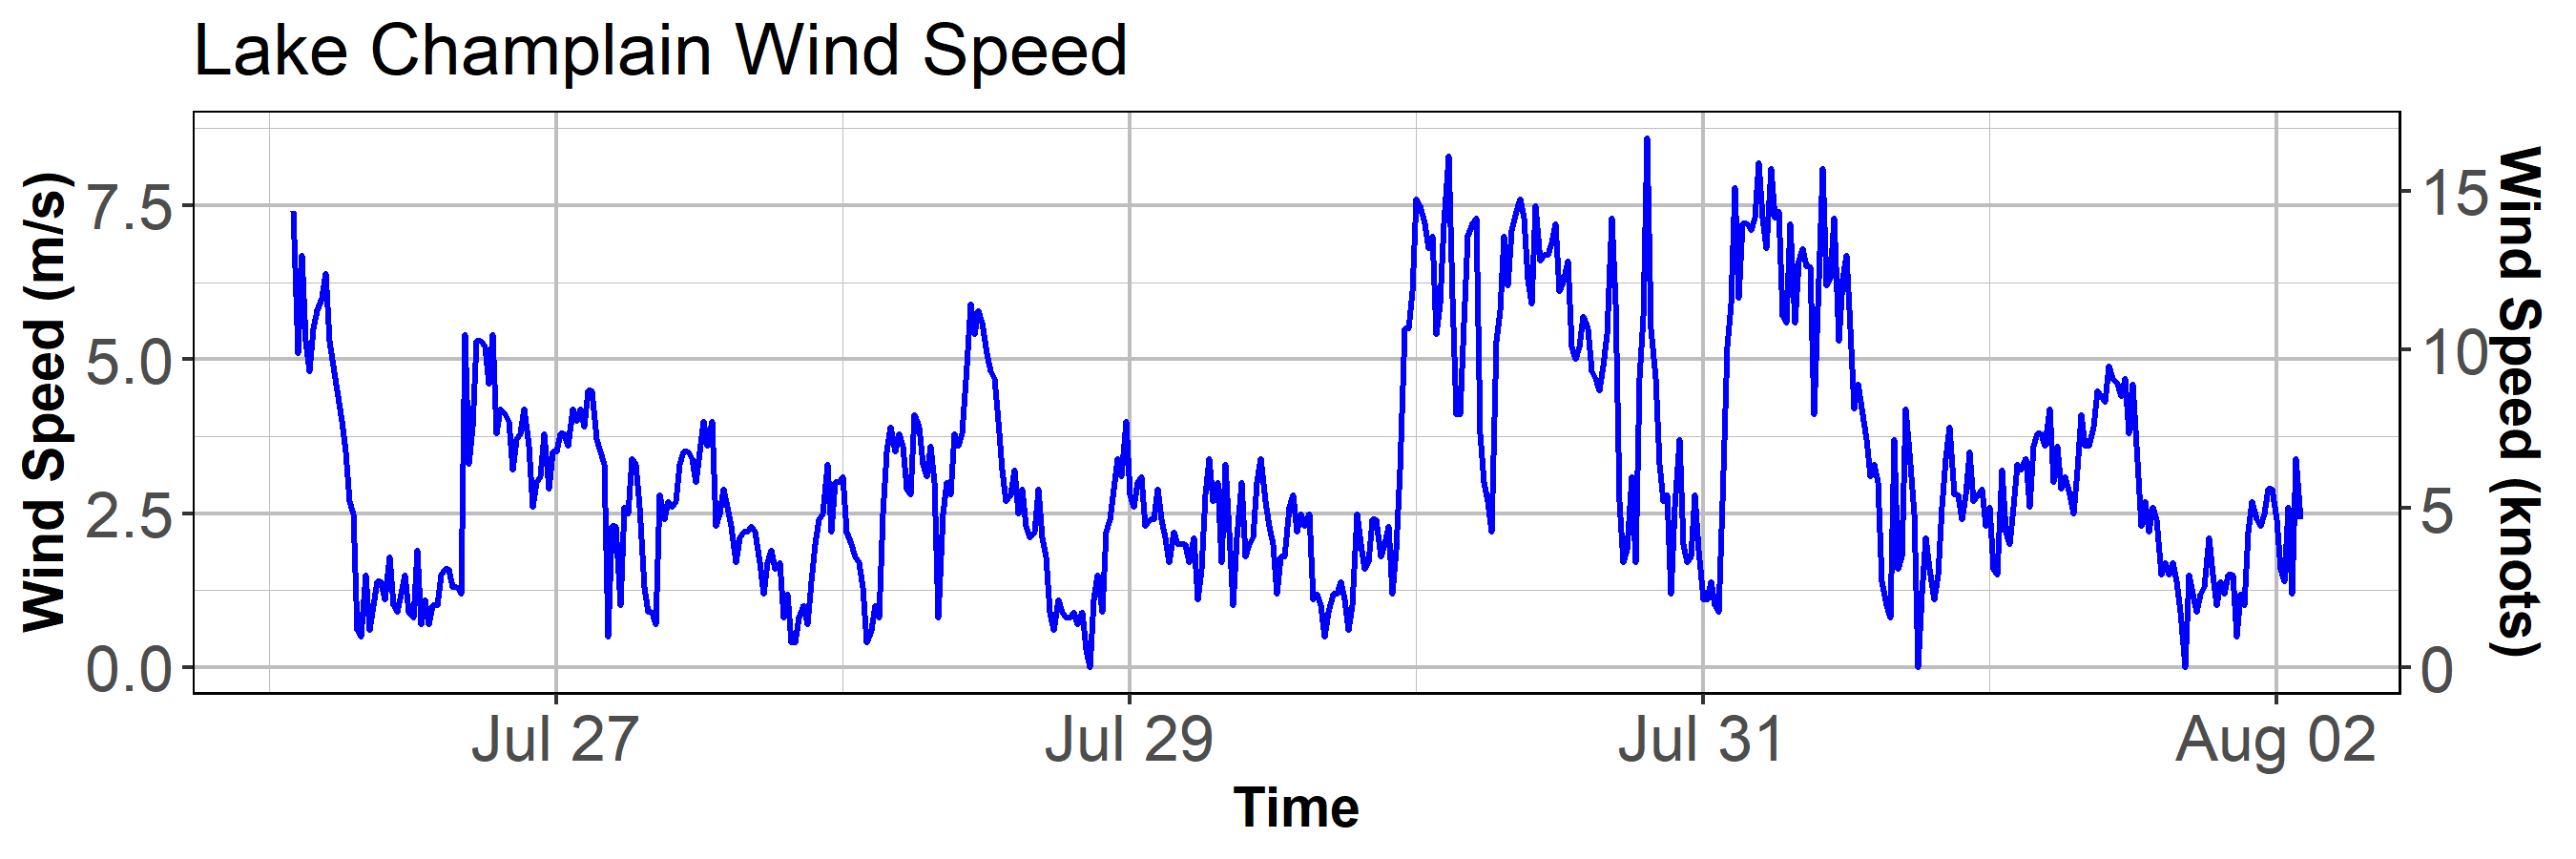 Lake Champlain Wind Speed
Wind Speed (m/s)
7.5
5.0
2.5
0.0
15
10
5
0
Wind Speed (knots)
Jul 27 Jul 29 Jul 31 Aug 02
Time